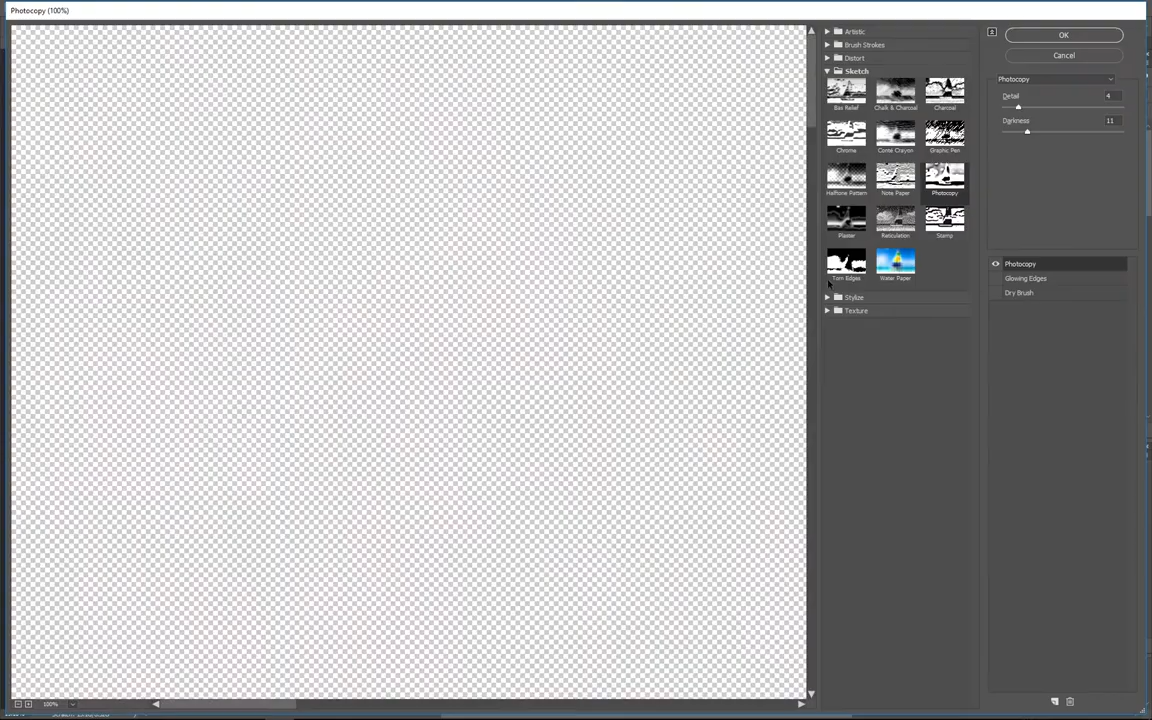 Photocopy (100%)
Artistic
Brush Strokes
Distort
Sketch
Bas Relief
Chalk & Charcoal
Charcoal
Chrome
Conté Crayon
Graphic Pen
Halftone Pattern
Note Paper
Photocopy
Plaster
Reticulation
Stamp
Torn Edges
Water Paper
Stylize
Texture
OK
Cancel
Photocopy
Detail 4
Darkness 11
Photocopy
Glowing Edges
Dry Brush
100%